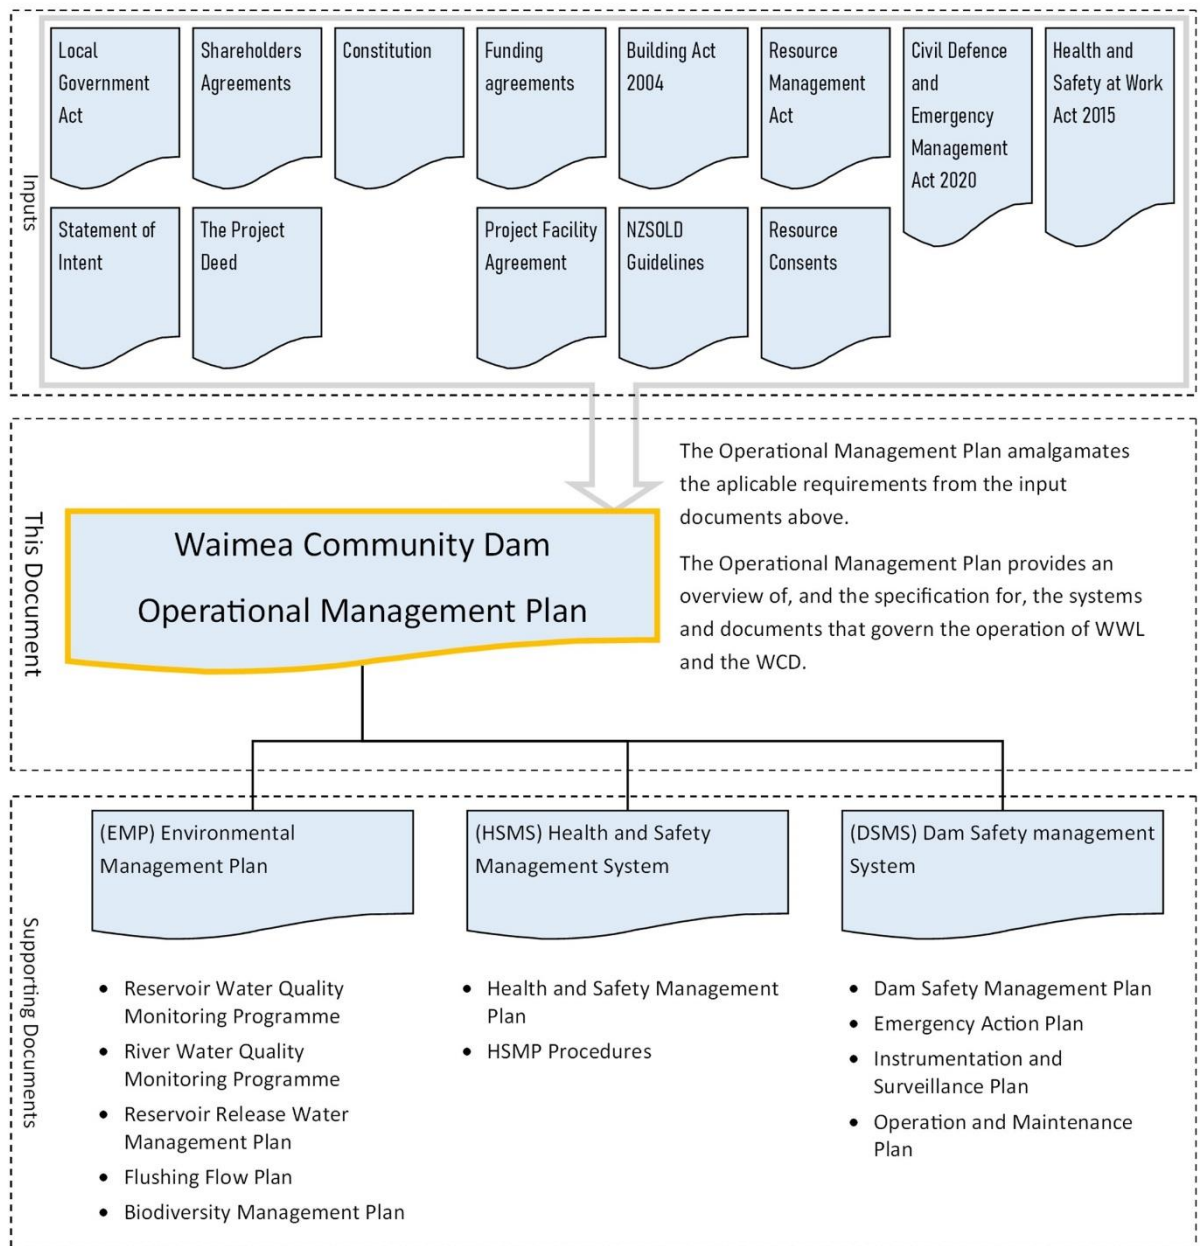 Inputs
Local
Government
Act
Shareholders
Agreements
Constitution
Funding
agreements
Building Act
2004
Resource
Management
Act
Civil Defence
and
Emergency
Management
Act 2020
Health and
Safety at Work
Act 2015
Statement of
Intent
The Project
Deed
Project Facility
Agreement
NZSOLD
Guidelines
Resource
Consents
This Document
Waimea Community Dam
Operational Management Plan
The Operational Management Plan amalgamates
the aplicable requirements from the input
documents above.
The Operational Management Plan provides an
overview of, and the specification for, the systems
and documents that govern the operation of WWL
and the WCD.
Supporting Documents
(EMP) Environmental
Management Plan
• Reservoir Water Quality
Monitoring Programme
• River Water Quality
Monitoring Programme
• Reservoir Release Water
Management Plan
• Flushing Flow Plan
• Biodiversity Management Plan
(HSMS) Health and Safety
Management System
• Health and Safety Management
Plan
• HSMP Procedures
(DSMS) Dam Safety management
System
• Dam Safety Management Plan
• Emergency Action Plan
• Instrumentation and
Surveillance Plan
• Operation and Maintenance
Plan